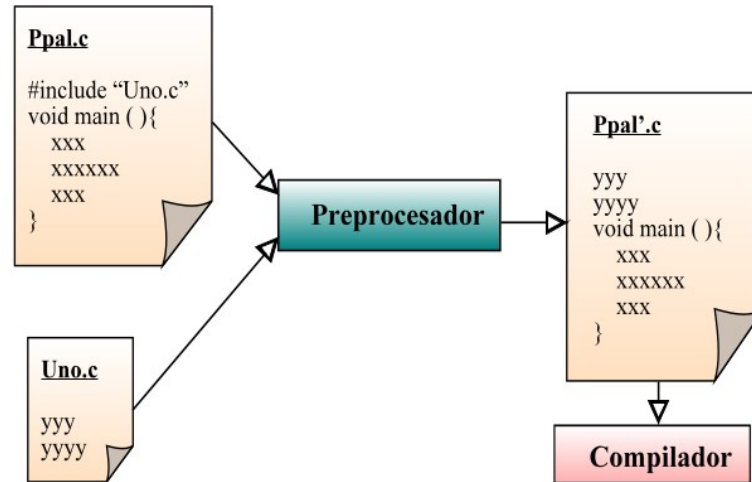 Ppal.c
#include “Uno.c”
void main ( ){
xxx
xxxxxx
xxx
}
Uno.c
yyy
yyyy
Preprocesador
Ppal’.c
yyy
yyyy
void main ( ){
xxx
xxxxxx
xxx
}
Compilador